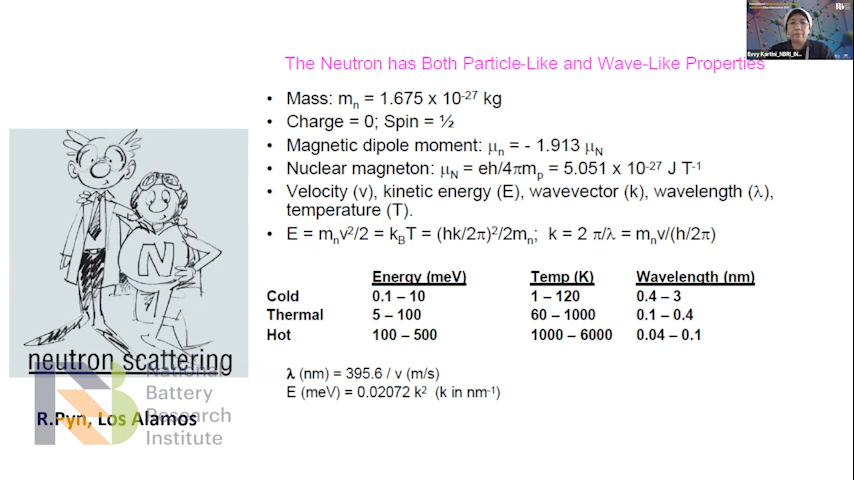 The Neutron has Both Particle-Like and Wave-Like Properties
• Mass: mₙ = 1.675 x 10⁻²⁷ kg
• Charge = 0; Spin = ½
• Magnetic dipole moment: μₙ = - 1.913 μ_N
• Nuclear magneton: μ_N = eh/4πmₚ = 5.051 x 10⁻²⁷ J T⁻¹
• Velocity (v), kinetic energy (E), wavevector (k), wavelength (λ),
temperature (T).
• E = mₙv²/2 = k_BT = (hk/2π)²/2mₙ; k = 2 π/λ = mₙv/(h/2π)
Energy (meV) Temp (K) Wavelength (nm)
Cold 0.1 – 10 1 – 120 0.4 – 3
Thermal 5 – 100 60 – 1000 0.1 – 0.4
Hot 100 – 500 1000 – 6000 0.04 – 0.1
λ (nm) = 395.6 / v (m/s)
E (meV) = 0.02072 k² (k in nm⁻¹)
N
neutron scattering
R.Pyn, Los Alamos
National
Battery
Research
Institute
Evvy Kartini_NBRI_IN...